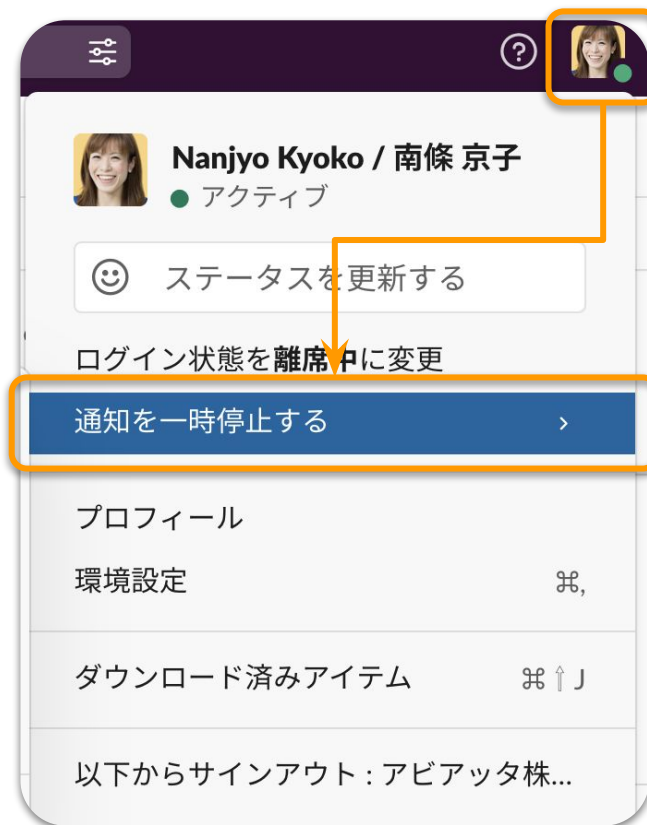 Nanjyo Kyoko / 南條 京子
アクティブ
ステータスを更新する
ログイン状態を離席中に変更
通知を一時停止する
プロフィール
環境設定 ⌘,
ダウンロード済みアイテム ⌘⇧J
以下からサインアウト : アビアッタ株...